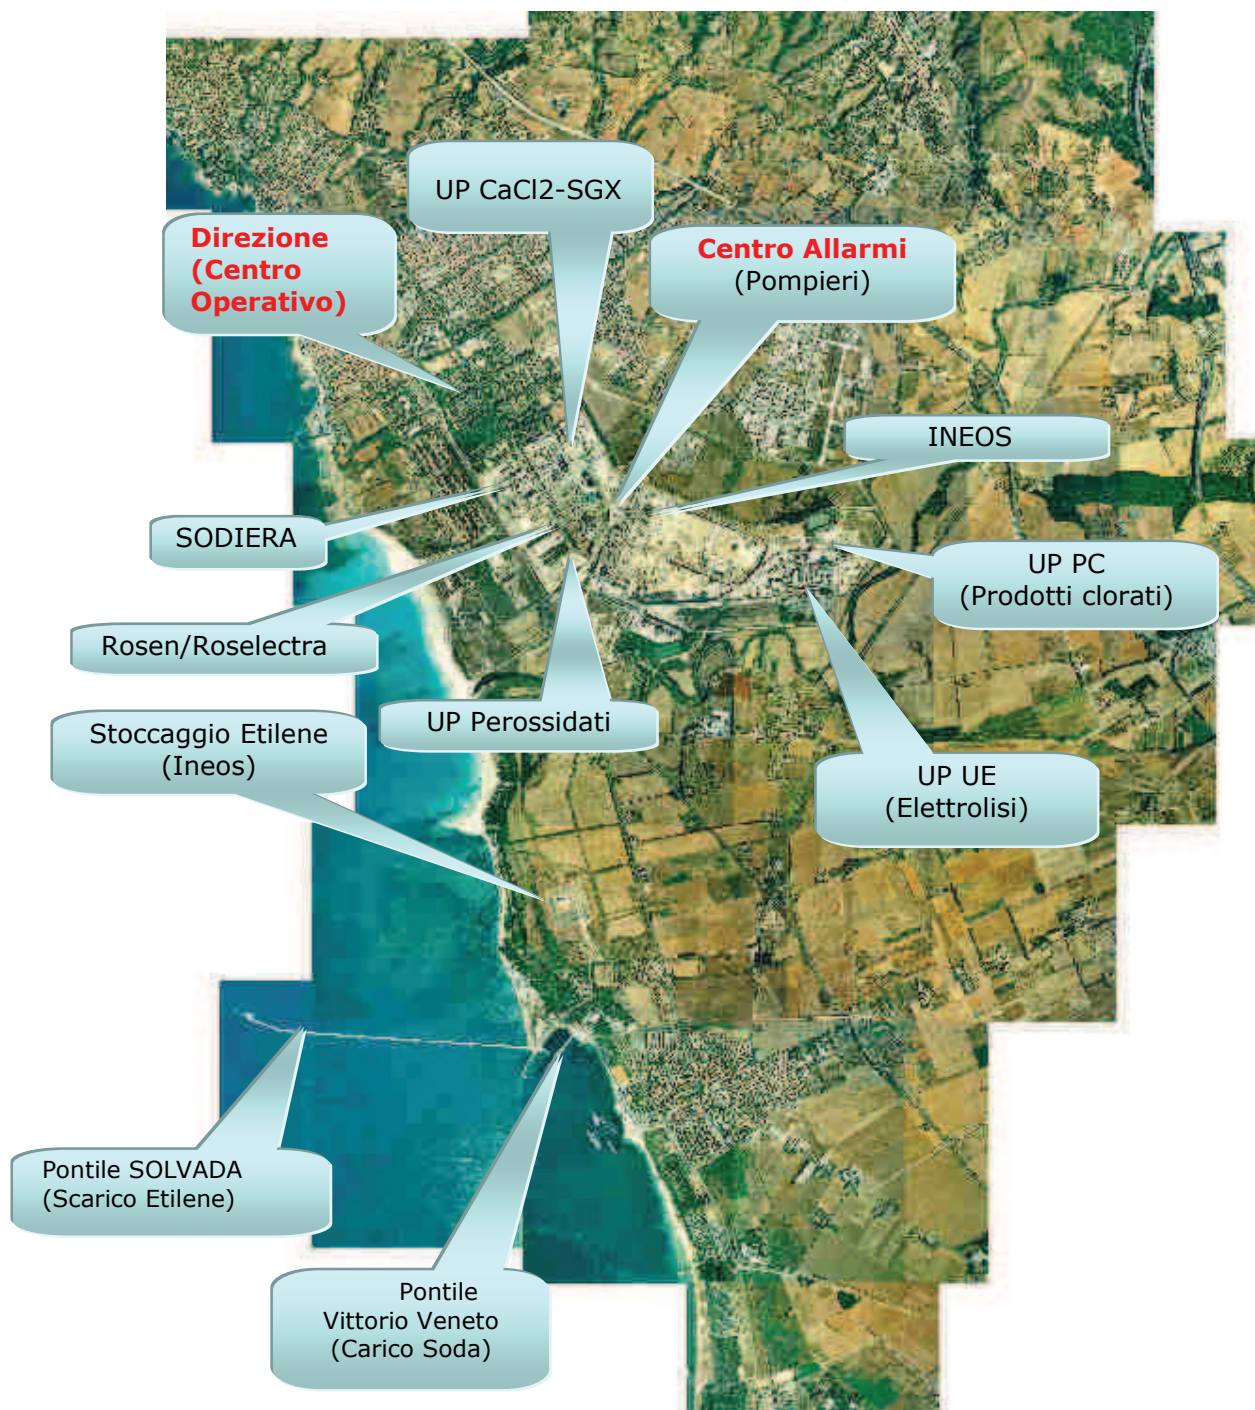 UP CaCl2-SGX
Direzione
(Centro
Operativo)
Centro Allarmi
(Pompieri)
INEOS
SODIERA
UP PC
(Prodotti clorati)
Rosen/Roselectra
UP Perossidati
Stoccaggio Etilene
(Ineos)
UP UE
(Elettrolisi)
Pontile SOLVADA
(Scarico Etilene)
Pontile
Vittorio Veneto
(Carico Soda)